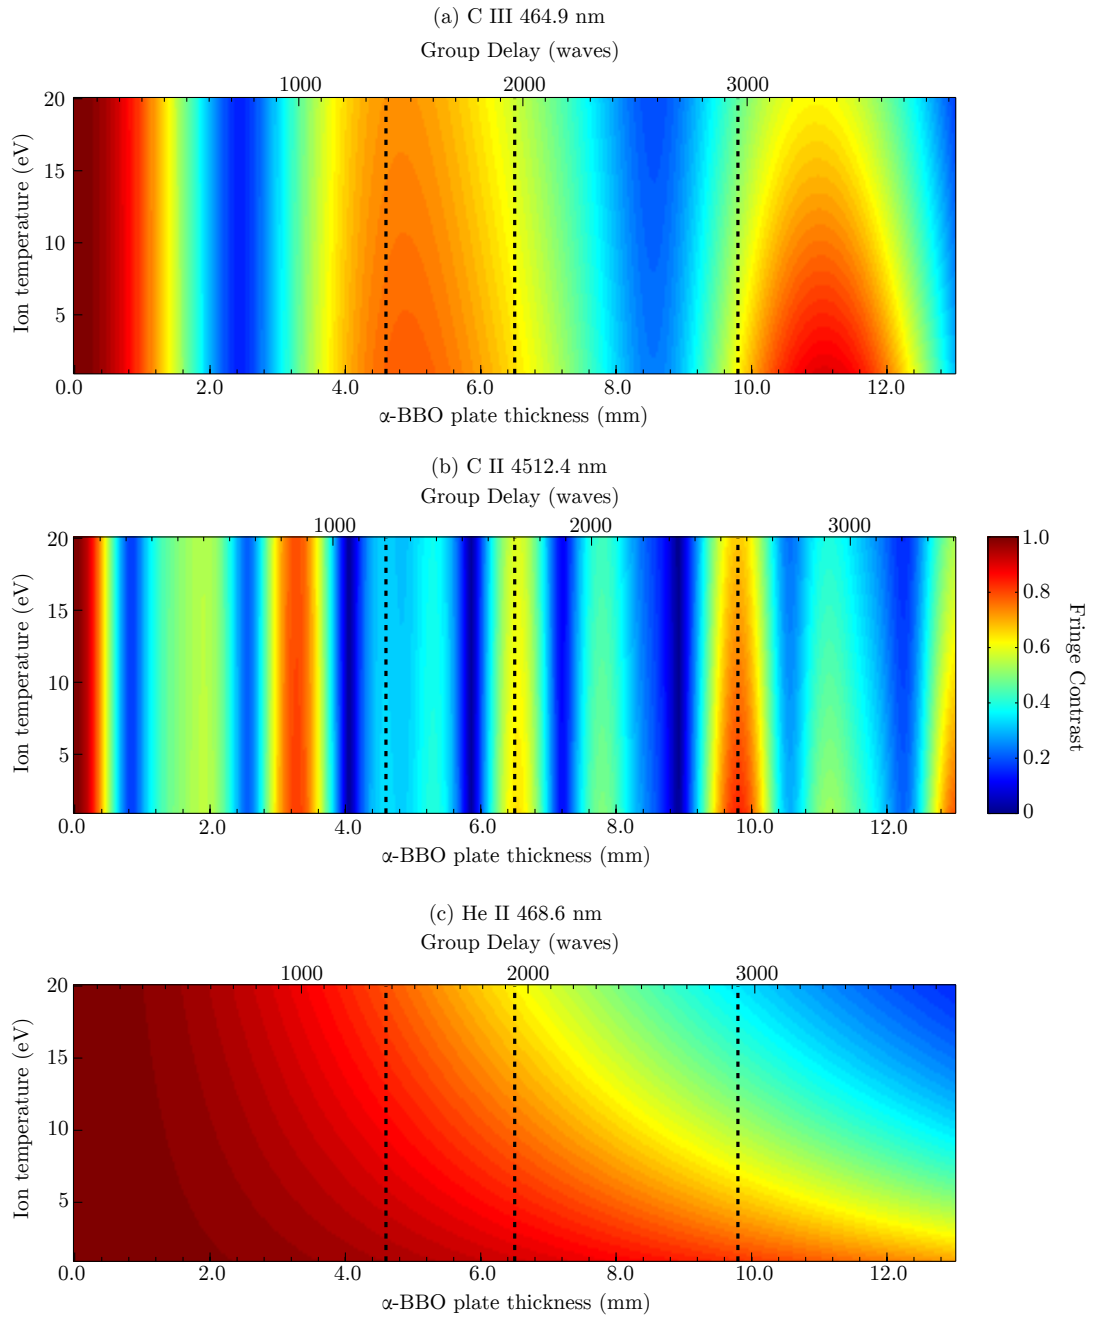 (a) C III 464.9 nm
Group Delay (waves)
1000 2000 3000
20
15
10
5
Ion temperature (eV)
0.0 2.0 4.0 6.0 8.0 10.0 12.0
α-BBO plate thickness (mm)
(b) C II 4512.4 nm
Group Delay (waves)
1000 2000 3000
20
15
10
5
Ion temperature (eV)
0.0 2.0 4.0 6.0 8.0 10.0 12.0
α-BBO plate thickness (mm)
1.0
0.8
0.6
0.4
0.2
0
Fringe Contrast
(c) He II 468.6 nm
Group Delay (waves)
1000 2000 3000
20
15
10
5
Ion temperature (eV)
0.0 2.0 4.0 6.0 8.0 10.0 12.0
α-BBO plate thickness (mm)